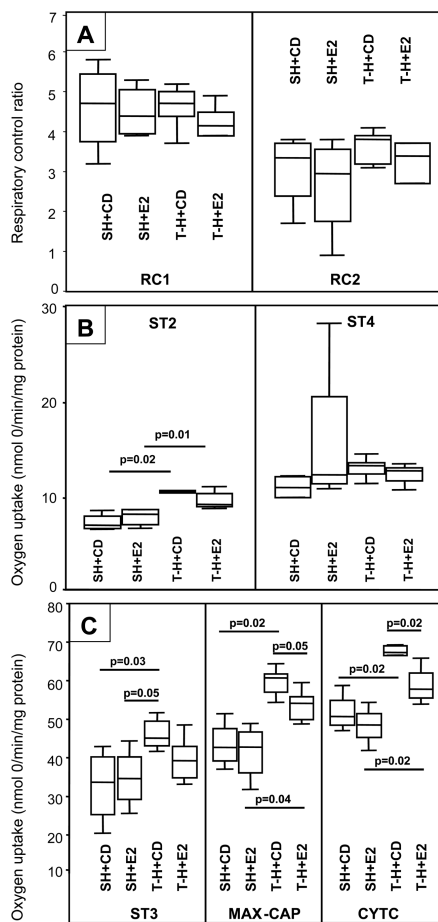 A
Respiratory control ratio
7
6
5
4
3
2
1
0
SH+CD
SH+E2
T-H+CD
T-H+E2
RC1
SH+CD
SH+E2
T-H+CD
T-H+E2
RC2
B
Oxygen uptake (nmol 0/min/mg protein)
30
20
10
0
ST2
p=0.01
p=0.02
SH+CD
SH+E2
T-H+CD
T-H+E2
ST4
SH+CD
SH+E2
T-H+CD
T-H+E2
C
Oxygen uptake (nmol 0/min/mg protein)
80
70
60
50
40
30
20
10
p=0.03
p=0.05
SH+CD
SH+E2
T-H+CD
T-H+E2
ST3
p=0.02
p=0.05
p=0.04
SH+CD
SH+E2
T-H+CD
T-H+E2
MAX-CAP
p=0.02
p=0.02
p=0.02
SH+CD
SH+E2
T-H+CD
T-H+E2
CYTC